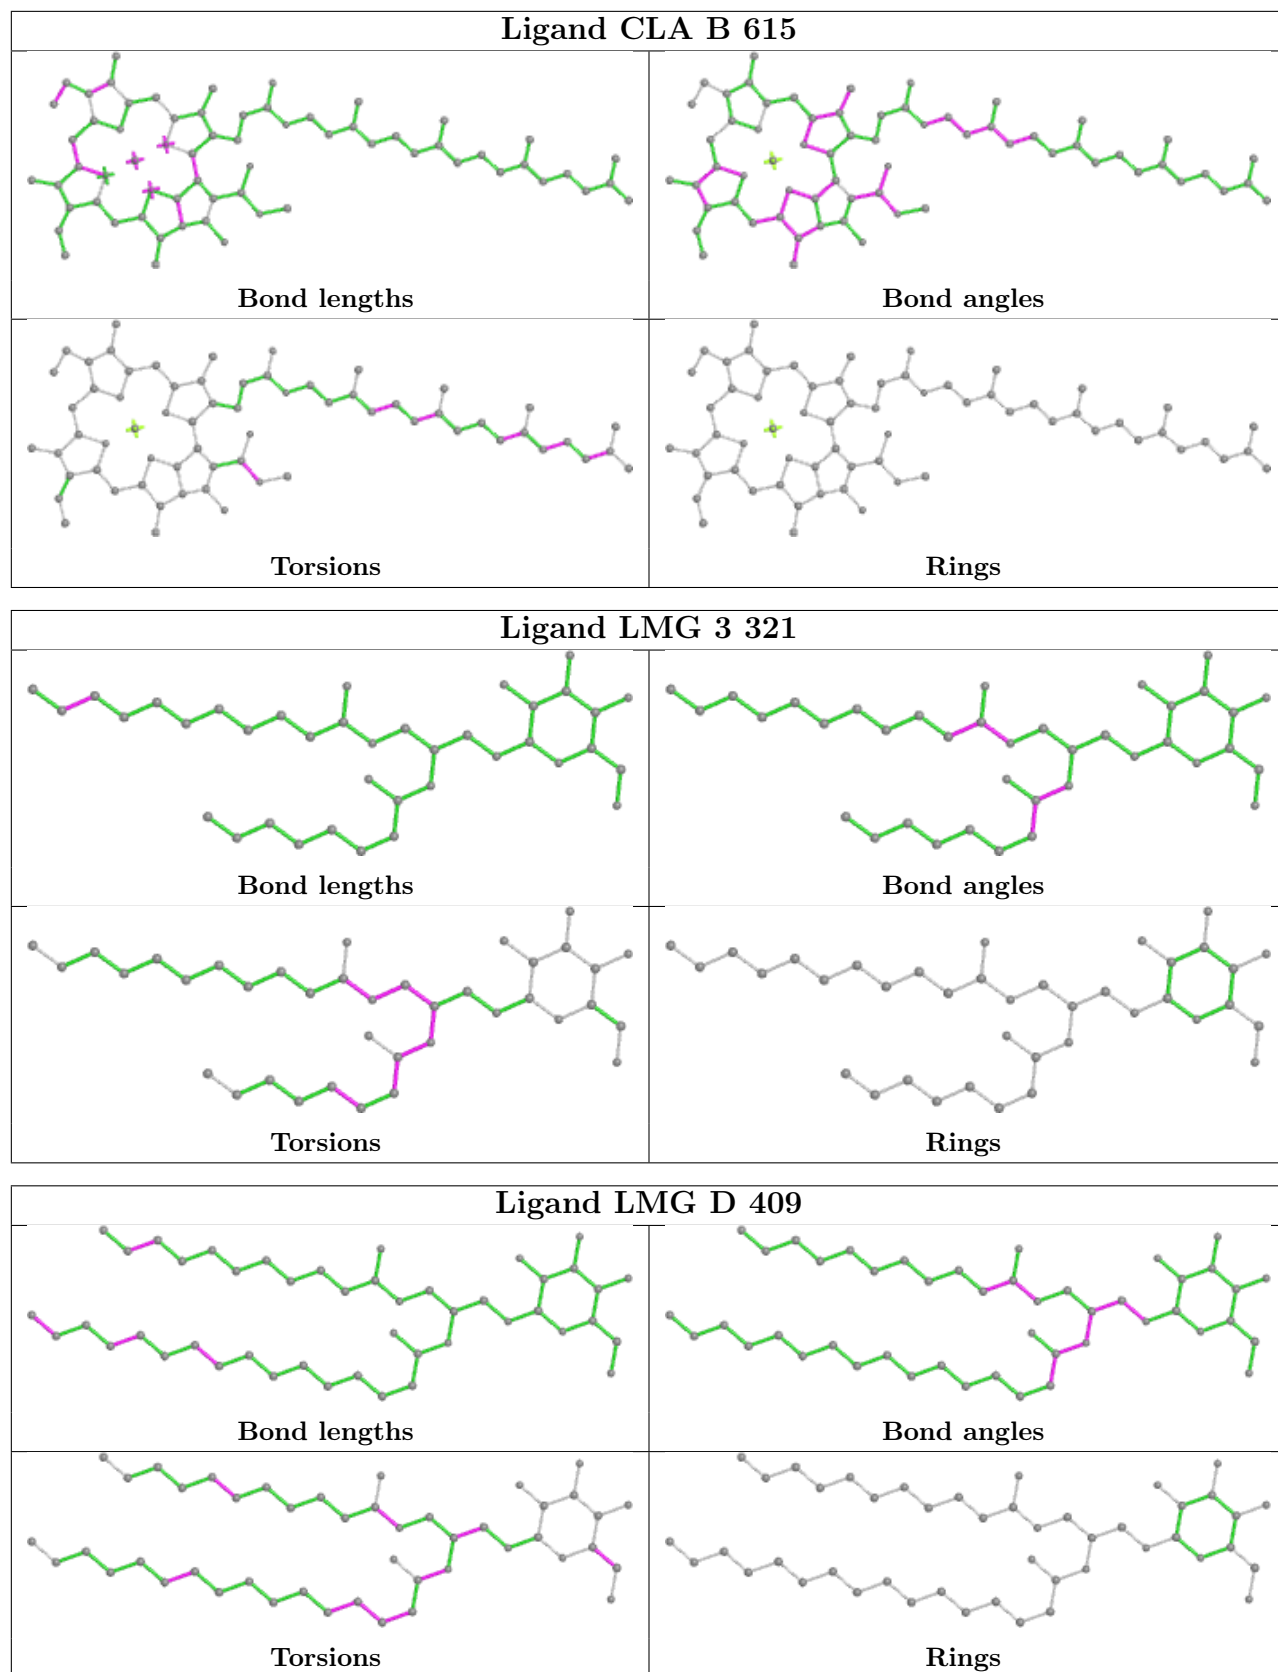 Ligand CLA B 615
Bond lengths
Bond angles
Torsions
Rings
Ligand LMG 3 321
Bond lengths
Bond angles
Torsions
Rings
Ligand LMG D 409
Bond lengths
Bond angles
Torsions
Rings